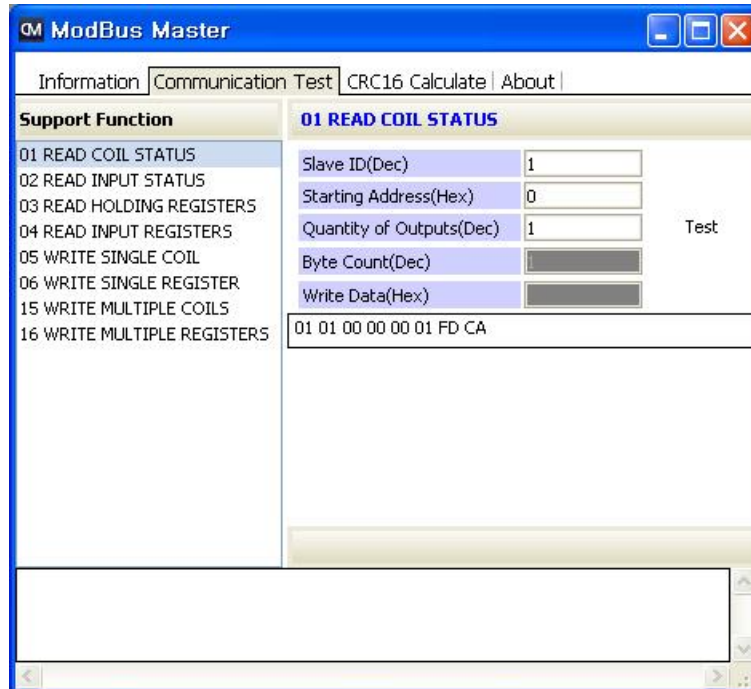 CM ModBus Master
Information Communication Test CRC16 Calculate About
Support Function
01 READ COIL STATUS
02 READ INPUT STATUS
03 READ HOLDING REGISTERS
04 READ INPUT REGISTERS
05 WRITE SINGLE COIL
06 WRITE SINGLE REGISTER
15 WRITE MULTIPLE COILS
16 WRITE MULTIPLE REGISTERS
01 READ COIL STATUS
Slave ID(Dec) 1
Starting Address(Hex) 0
Quantity of Outputs(Dec) 1
Test
Byte Count(Dec) 1
Write Data(Hex)
01 01 00 00 00 01 FD CA